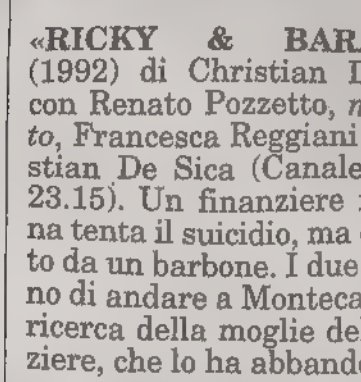 «RICKY & BAR
(1992) di Christian D
con Renato Pozzetto, n
to, Francesca Reggiani
stian De Sica (Canale
23.15). Un finanziere
na tenta il suicidio, ma
to da un barbone. I due
no di andare a Monteca
ricerca della moglie de
ziere, che lo ha abband